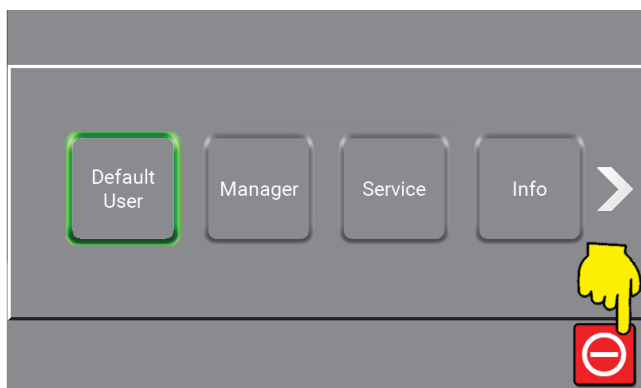 Default
User
Manager
Service
Info